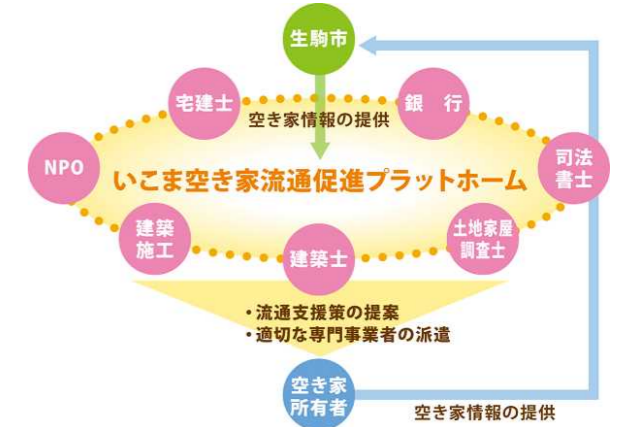 生駒市
宅建士
銀 行
空き家情報の提供
NPO
いこま空き家流通促進プラットホーム
司法
書士
建築
施工
建築士
土地家屋
調査士
・流通支援策の提案
・適切な専門事業者の派遣
空き家
所有者
空き家情報の提供